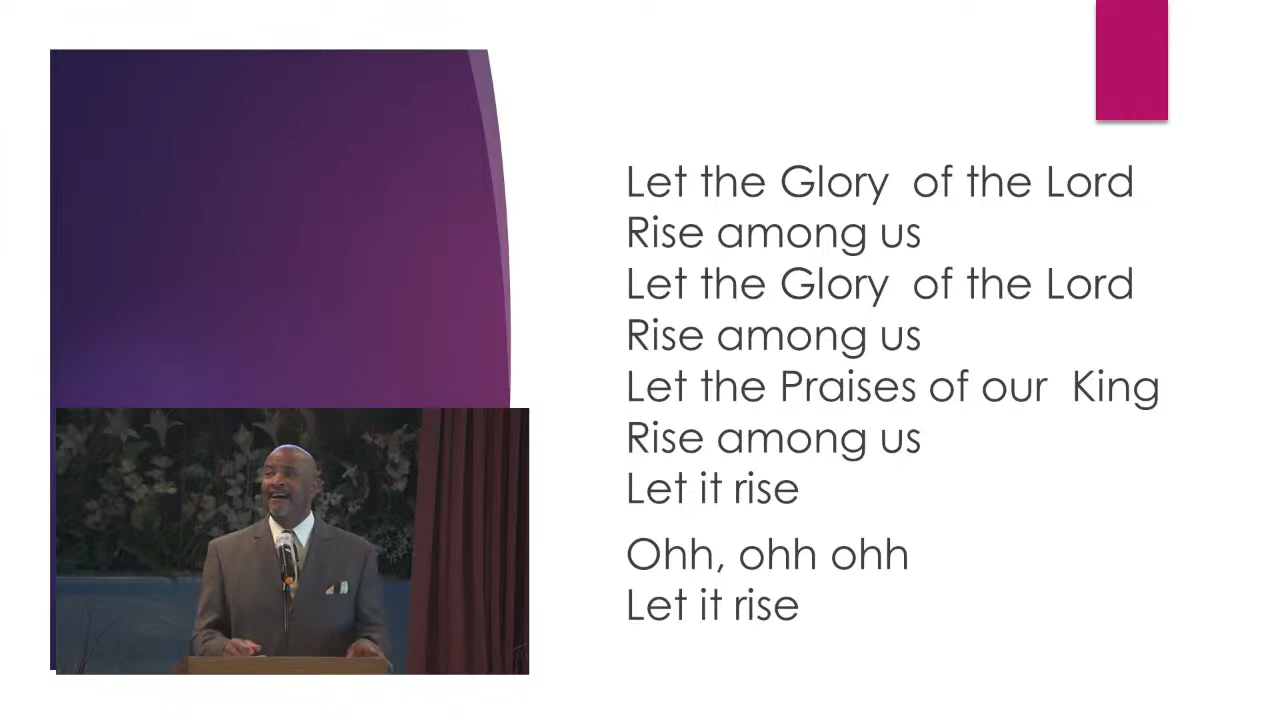 Let the Glory  of the Lord
Rise among us
Let the Glory  of the Lord
Rise among us
Let the Praises of our  King
Rise among us
Let it rise
Ohh, ohh ohh
Let it rise